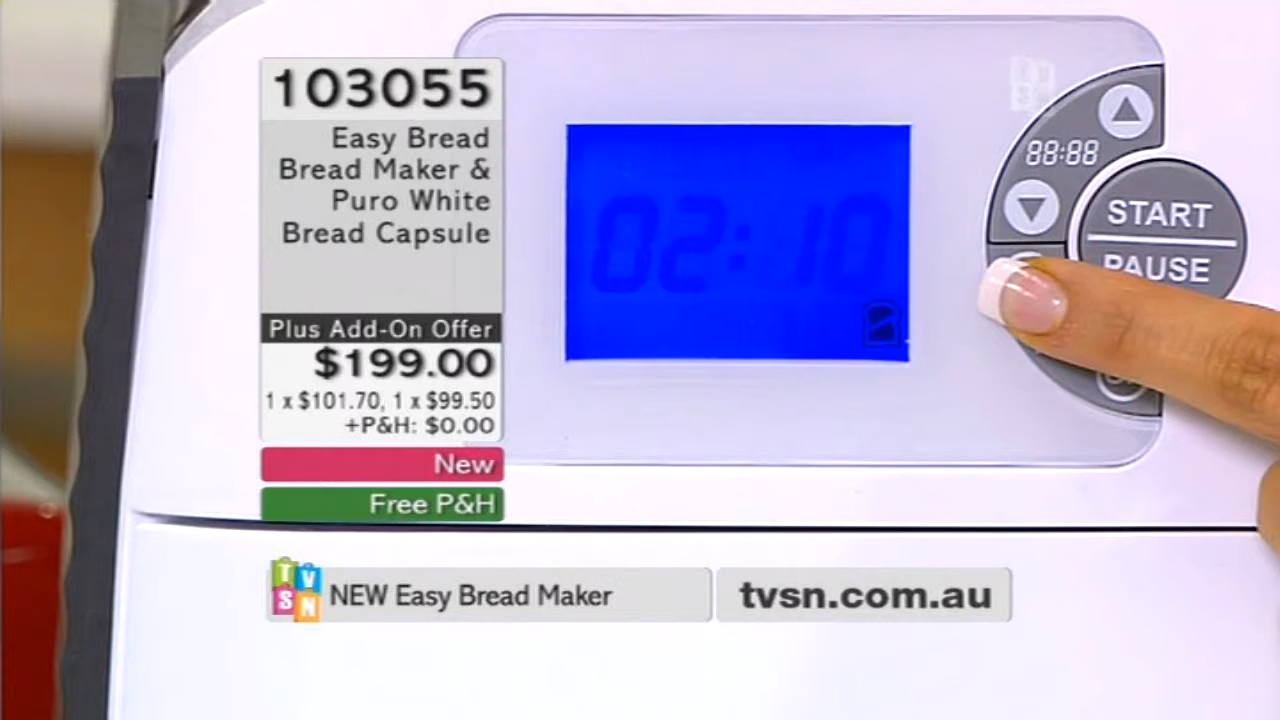 103055
Easy Bread
Bread Maker &
Puro White
Bread Capsule
Plus Add-On Offer
$199.00
1 x $101.70, 1 x $99.50
+P&H: $0.00
New
Free P&H
02:10
88:88
START
PAUSE
TVSN
NEW Easy Bread Maker
tvsn.com.au